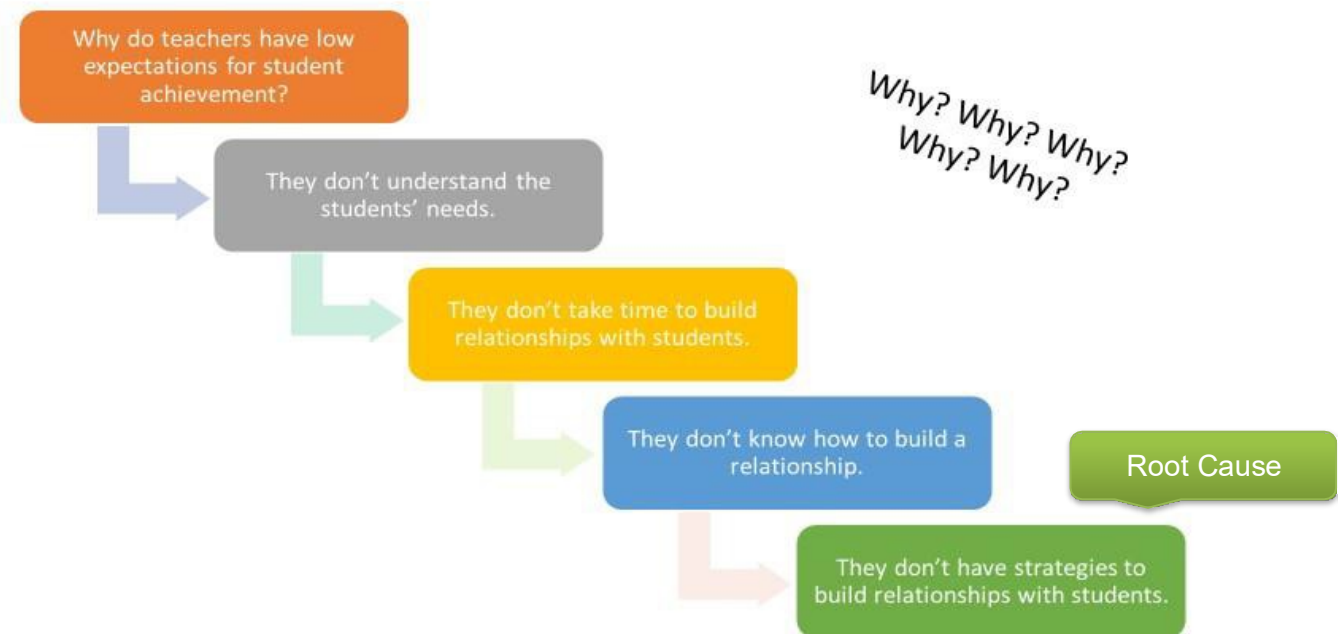 Why do teachers have low
expectations for student
achievement?
Why? Why? Why?
Why? Why?
They don’t understand the
students’ needs.
They don’t take time to build
relationships with students.
They don’t know how to build a
relationship.
Root Cause
They don’t have strategies to
build relationships with students.